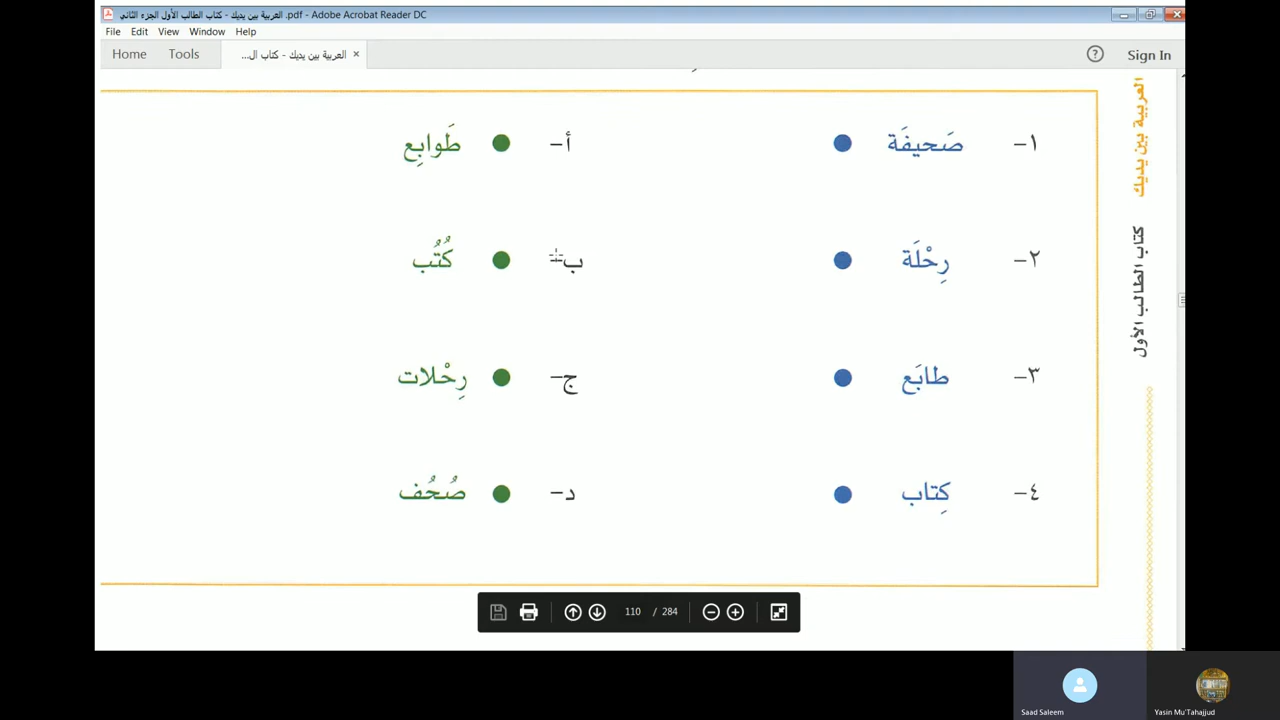 العربية بين يديك - كتاب الطالب الأول الجزء الثاني .pdf - Adobe Acrobat Reader DC
File Edit View Window Help
Home Tools العربية بين يديك - كتاب ال... × ? Sign In
١- صَحيفَة أ- طَوابِع
٢- رِحْلَة ب- كُتُب
٣- طابَع ج- رِحْلات
٤- كِتاب د- صُحُف
العربية بين يديك
كتاب الطالب الأول
110 / 284
Saad Saleem
Yasin Mu'Tahajjud